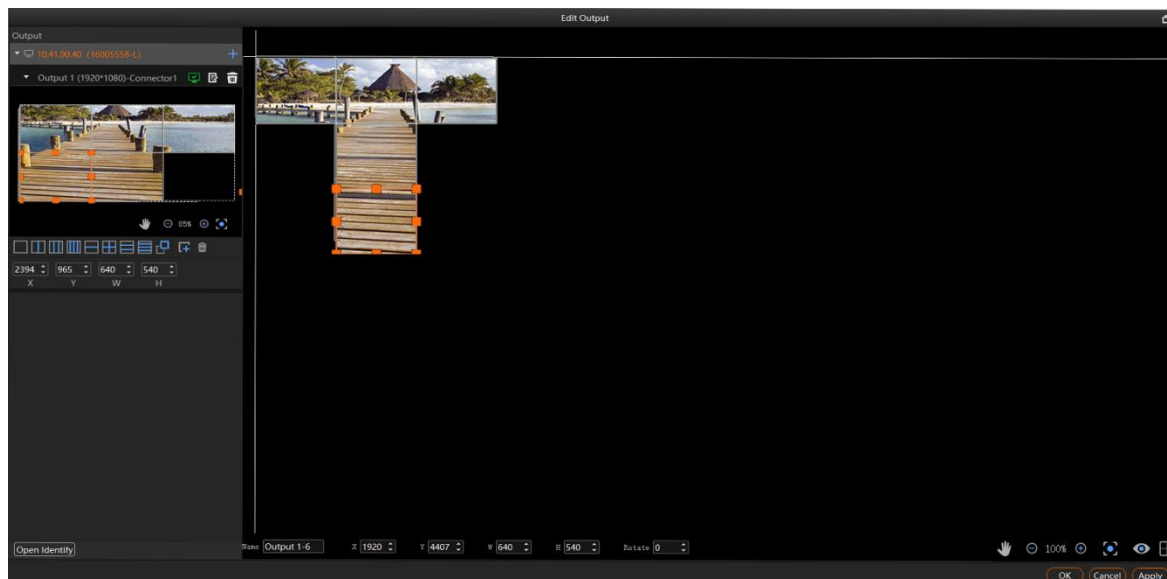 Edit Output
Output
10.41.90.40 (16005558-L)
Output 1 (1920*1080)-Connector1
85%
2394 965 640 540
X Y W H
Open Identify
Name Output 1-6 X 1920 Y 4407 W 640 H 540 Rotate 0
100%
OK Cancel Apply